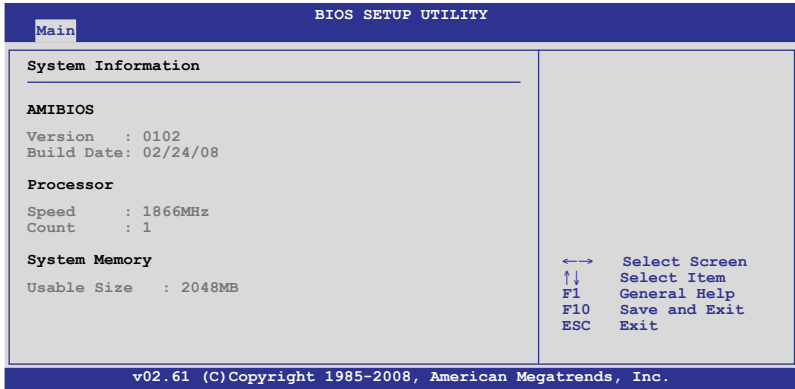 BIOS SETUP UTILITY
Main
System Information
AMIBIOS
Version : 0102
Build Date: 02/24/08
Processor
Speed : 1866MHz
Count : 1
System Memory
Usable Size : 2048MB
←→ Select Screen
↑↓ Select Item
F1 General Help
F10 Save and Exit
ESC Exit
v02.61 (C)Copyright 1985-2008, American Megatrends, Inc.